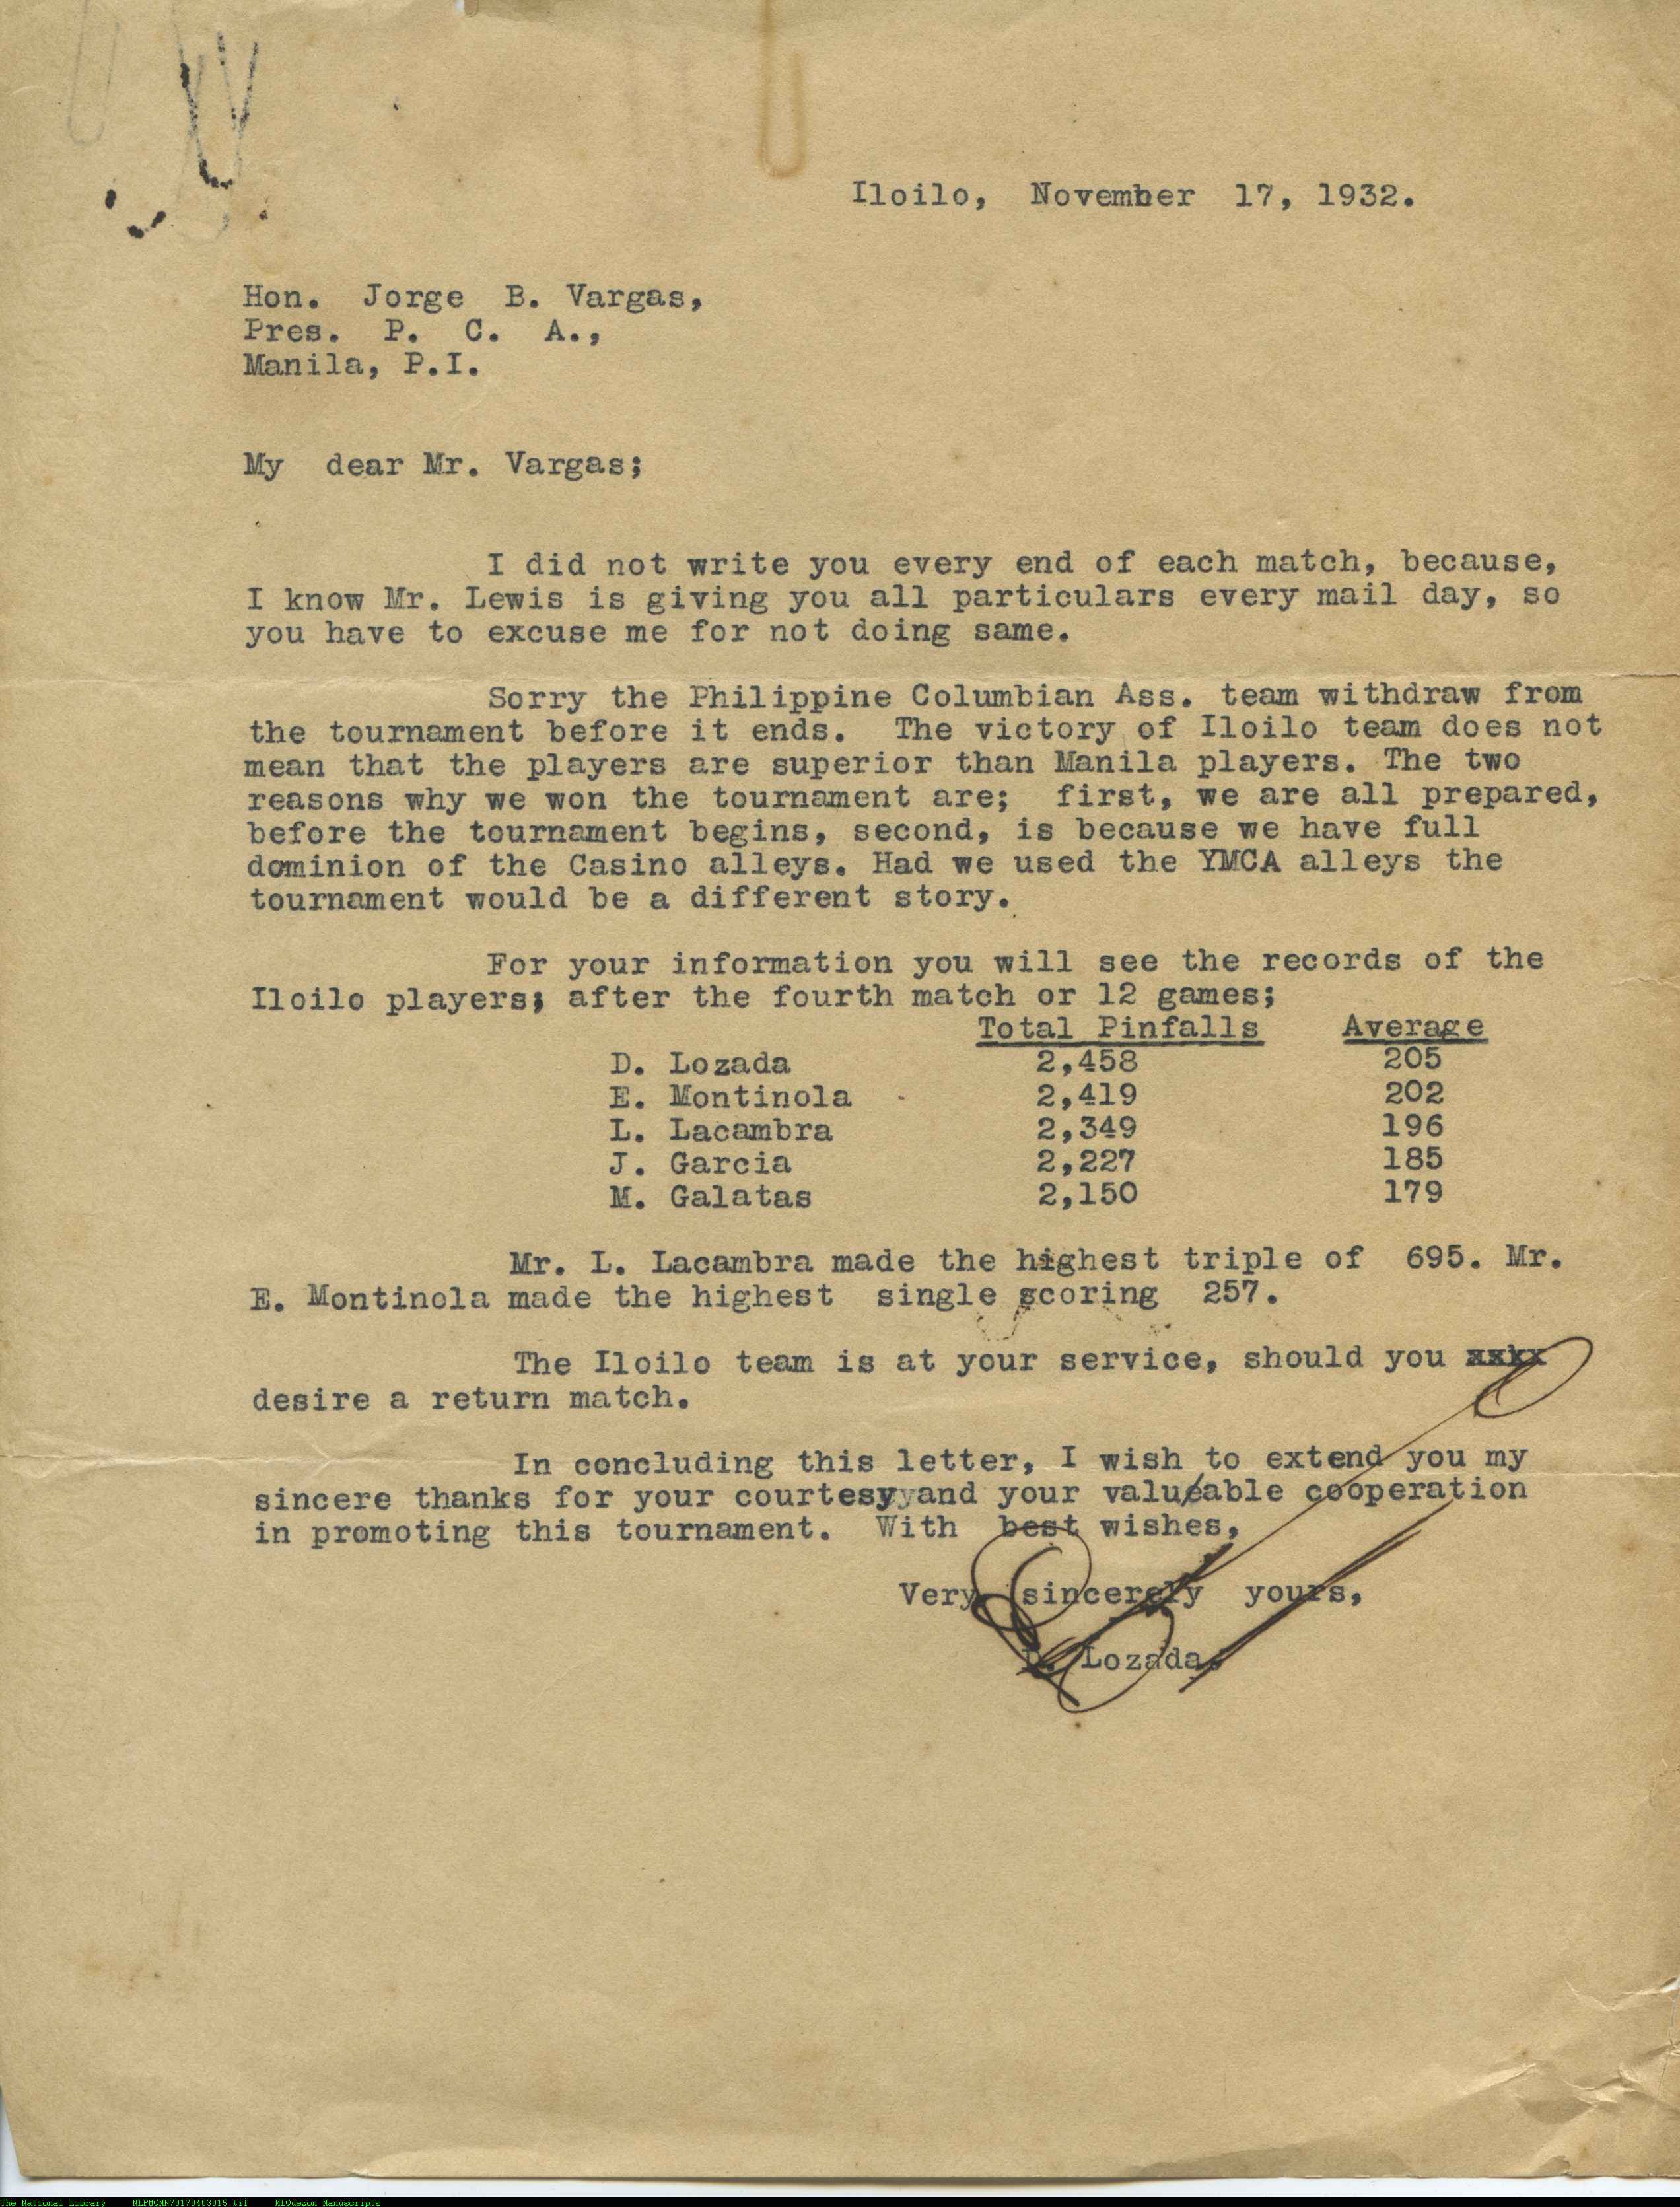 Iloilo, November 17, 1932.
Hon. Jorge B. Vargas,
Pres. P. C. A.,
Manila, P.I.
My dear Mr. Vargas;
I did not write you every end of each match, because,
I know Mr. Lewis is giving you all particulars every mail day, so
you have to excuse me for not doing same.
Sorry the Philippine Columbian Ass. team withdraw from
the tournament before it ends. The victory of Iloilo team does not
mean that the players are superior than Manila players. The two
reasons why we won the tournament are; first, we are all prepared,
before the tournament begins, second, is because we have full
dominion of the Casino alleys. Had we used the YMCA alleys the
tournament would be a different story.
For your information you will see the records of the
Iloilo players; after the fourth match or 12 games;
Total Pinfalls Average
D. Lozada 2,458 205
E. Montinola 2,419 202
L. Lacambra 2,349 196
J. Garcia 2,227 185
M. Galatas 2,150 179
Mr. L. Lacambra made the highest triple of 695. Mr.
E. Montinola made the highest single scoring 257.
The Iloilo team is at your service, should you xxxx
desire a return match.
In concluding this letter, I wish to extend you my
sincere thanks for your courtesyyand your valueable cooperation
in promoting this tournament. With best wishes,
Very sincerely yours,
D. Lozada.
The National Library NLPMQMN70170403015.tif MLQuezon Manuscripts